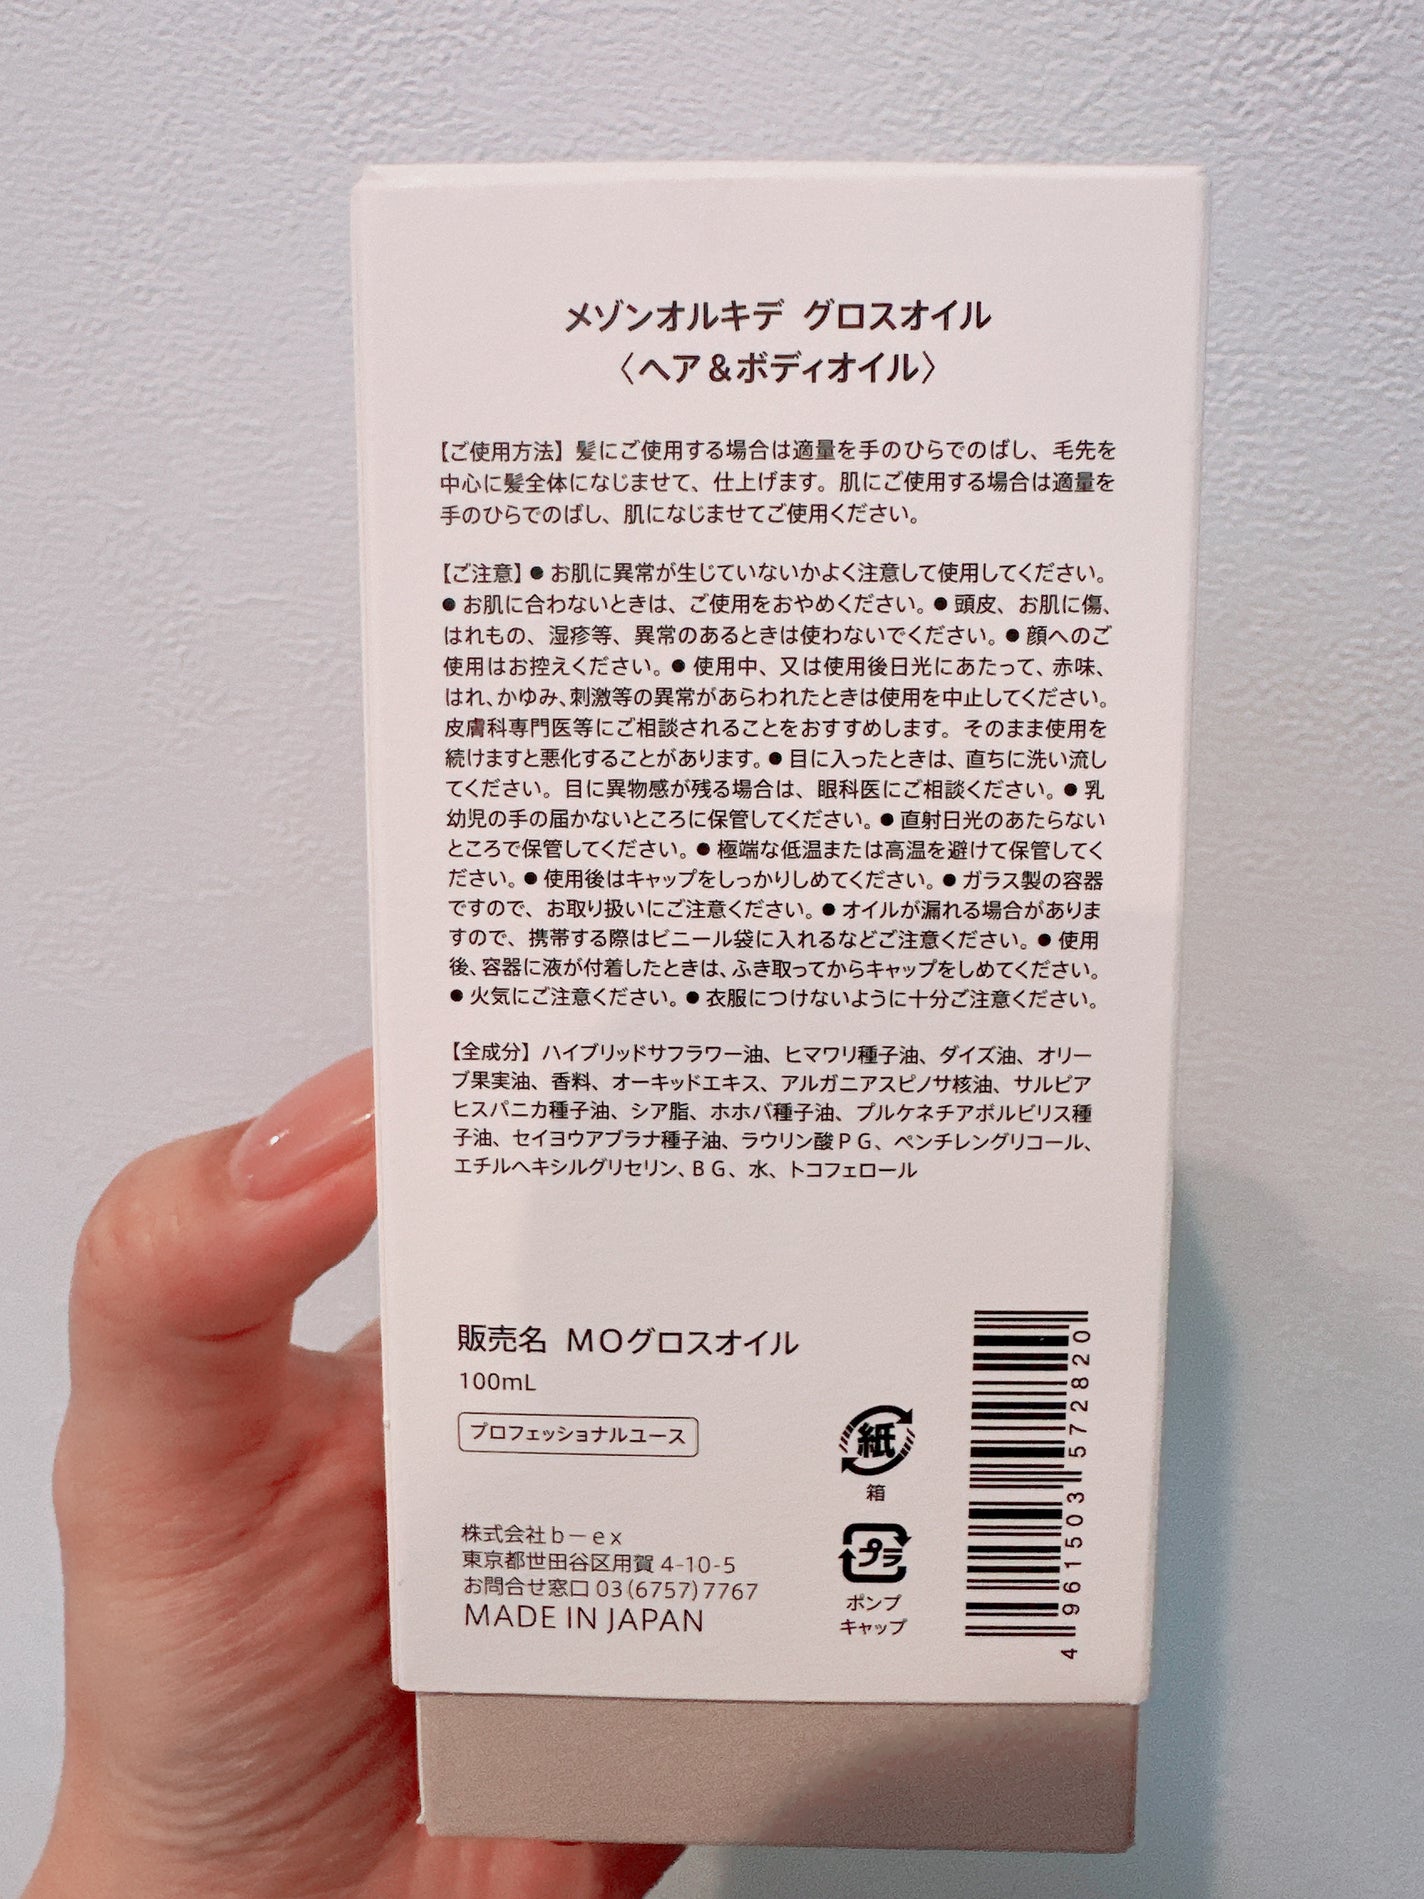 メゾンオルキデ グロスオイル
〈ヘア＆ボディオイル〉
【ご使用方法】髪にご使用する場合は適量を手のひらでのばし、毛先を
中心に髪全体になじませて、仕上げます。肌にご使用する場合は適量を
手のひらでのばし、肌になじませてご使用ください。
【ご注意】●お肌に異常が生じていないかよく注意して使用してください。
●お肌に合わないときは、ご使用をおやめください。●頭皮、お肌に傷、
はれもの、湿疹等、異常のあるときは使わないでください。●顔へのご
使用はお控えください。●使用中、又は使用後日光にあたって、赤味、
はれ、かゆみ、刺激等の異常があらわれたときは使用を中止してください。
皮膚科専門医等にご相談されることをおすすめします。そのまま使用を
続けますと悪化することがあります。●目に入ったときは、直ちに洗い流し
てください。目に異物感が残る場合は、眼科医にご相談ください。●乳
幼児の手の届かないところに保管してください。●直射日光のあたらない
ところで保管してください。●極端な低温または高温を避けて保管してく
ださい。●使用後はキャップをしっかりしめてください。●ガラス製の容器
ですので、お取り扱いにご注意ください。●オイルが漏れる場合がありま
すので、携帯する際はビニール袋に入れるなどご注意ください。●使用
後、容器に液が付着したときは、ふき取ってからキャップをしめてください。
●火気にご注意ください。●衣服につけないように十分ご注意ください。
【全成分】ハイブリッドサフラワー油、ヒマワリ種子油、ダイズ油、オリー
ブ果実油、香料、オーキッドエキス、アルガニアスピノサ核油、サルビア
ヒスパニカ種子油、シア脂、ホホバ種子油、プルケネチアボルビリス種
子油、セイヨウアブラナ種子油、ラウリン酸ＰＧ、ペンチレングリコール、
エチルヘキシルグリセリン、ＢＧ、水、トコフェロール
販売名 ＭＯグロスオイル
100mL
プロフェッショナルユース
株式会社ｂ－ｅｘ
東京都世田谷区用賀 4-10-5
お問合せ窓口 03(6757)7767
MADE IN JAPAN
紙
箱
プラ
ポンプ
キャップ
4 961503 572820